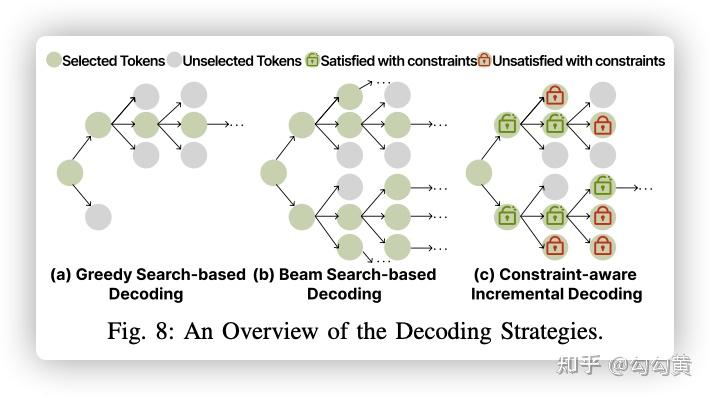 Selected Tokens Unselected Tokens Satisfied with constraints Unsatisfied with constraints
(a) Greedy Search-based Decoding
(b) Beam Search-based Decoding
(c) Constraint-aware Incremental Decoding
Fig. 8: An Overview of the Decoding Strategies.
知乎 @勾勾黄